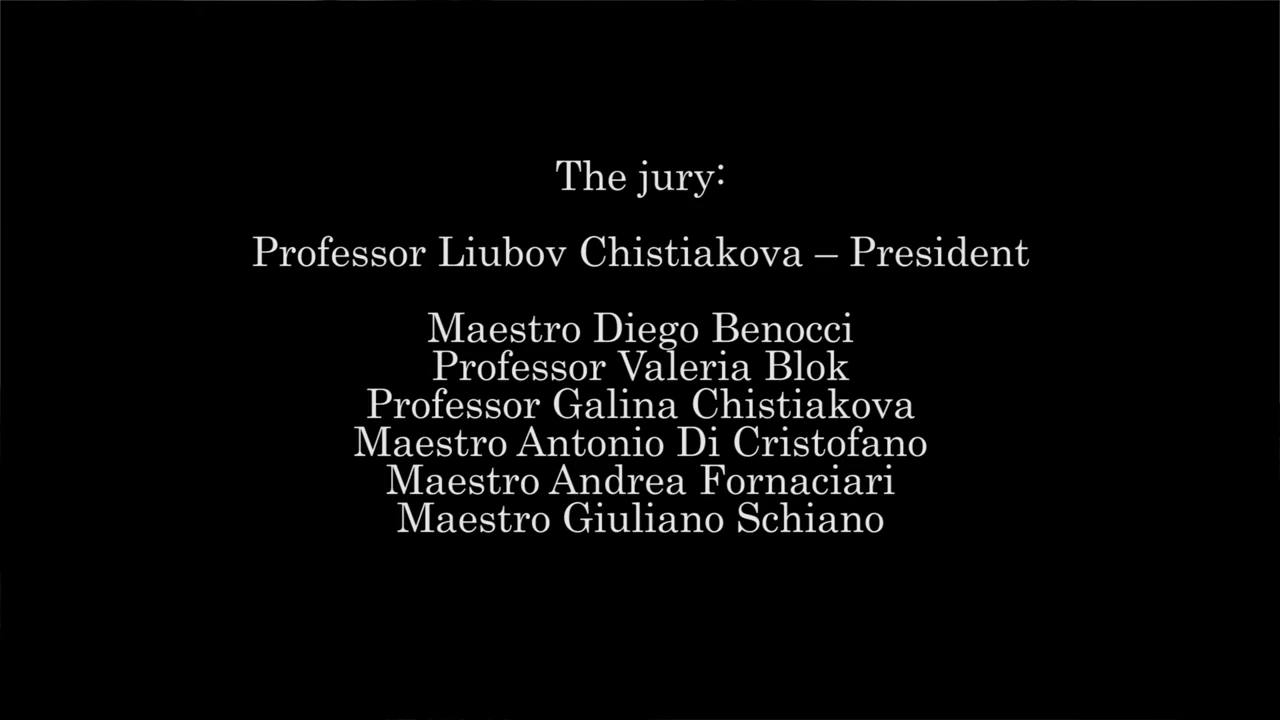 The jury:
Professor Liubov Chistiakova – President
Maestro Diego Benocci
Professor Valeria Blok
Professor Galina Chistiakova
Maestro Antonio Di Cristofano
Maestro Andrea Fornaciari
Maestro Giuliano Schiano